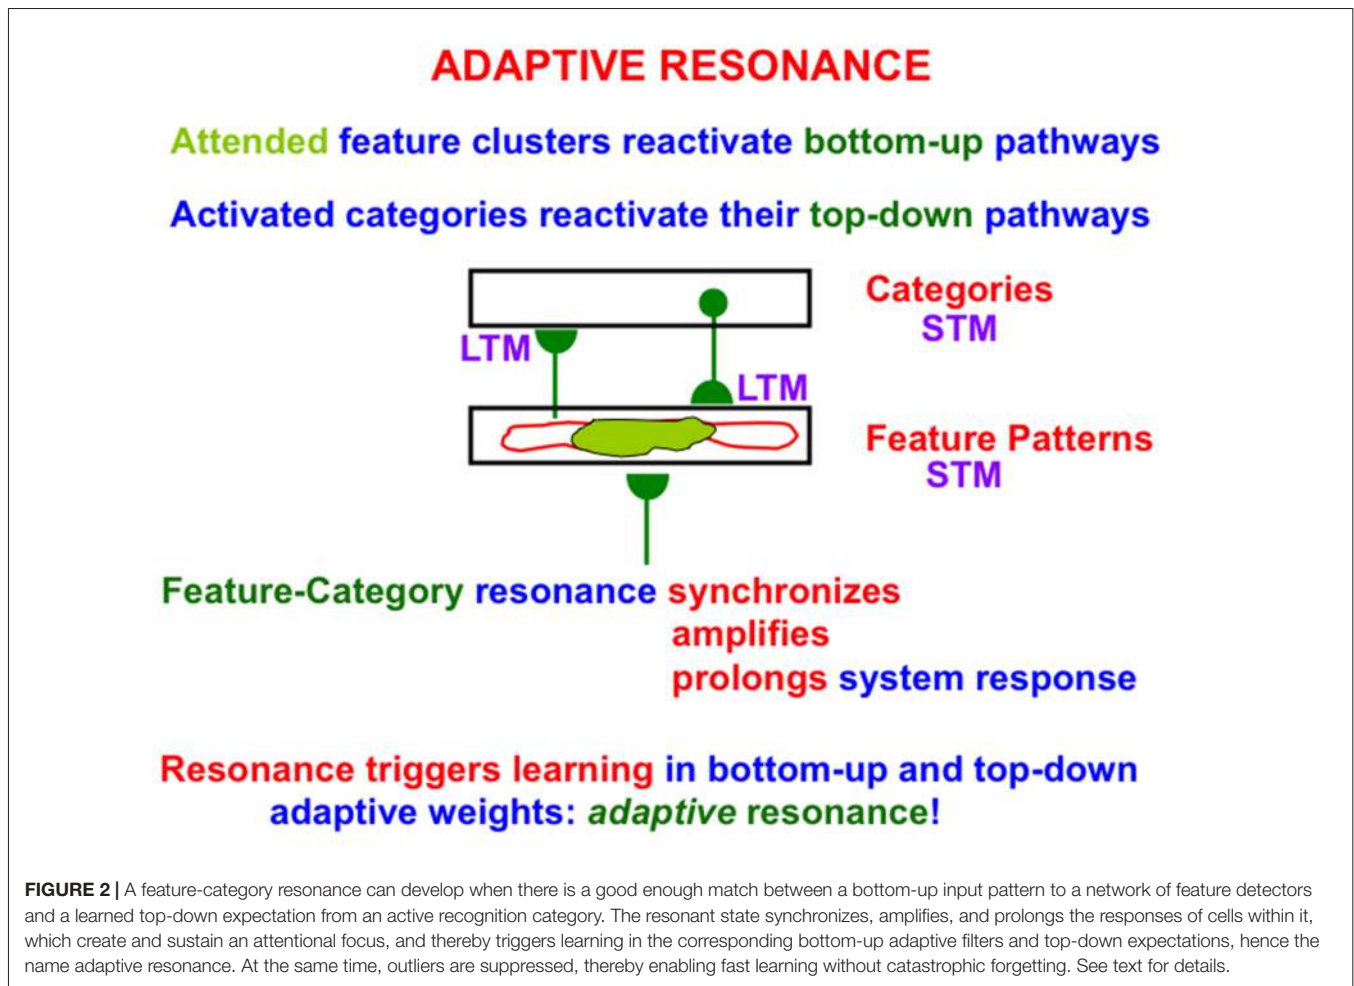 ADAPTIVE RESONANCE
Attended feature clusters reactivate bottom-up pathways
Activated categories reactivate their top-down pathways
Categories
STM
LTM
LTM
Feature Patterns
STM
Feature-Category resonance synchronizes
amplifies
prolongs system response
Resonance triggers learning in bottom-up and top-down
adaptive weights: adaptive resonance!
FIGURE 2 | A feature-category resonance can develop when there is a good enough match between a bottom-up input pattern to a network of feature detectors
and a learned top-down expectation from an active recognition category. The resonant state synchronizes, amplifies, and prolongs the responses of cells within it,
which create and sustain an attentional focus, and thereby triggers learning in the corresponding bottom-up adaptive filters and top-down expectations, hence the
name adaptive resonance. At the same time, outliers are suppressed, thereby enabling fast learning without catastrophic forgetting. See text for details.